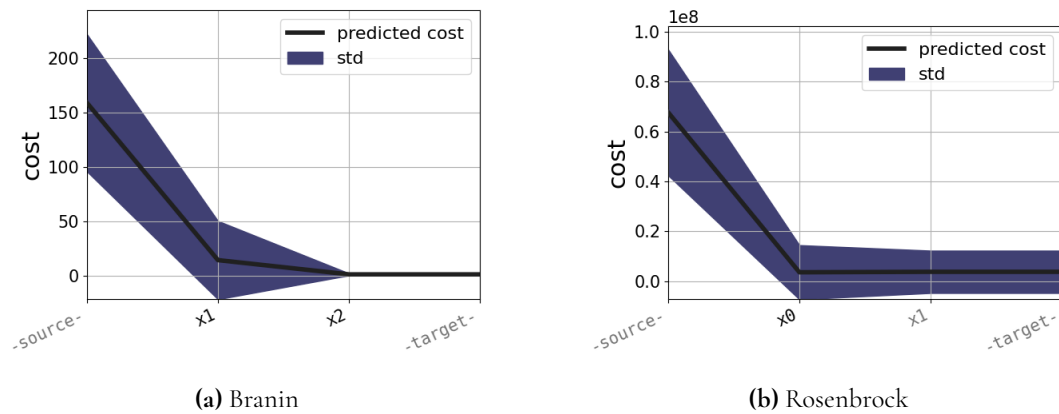 200
150
100
50
0
cost
predicted cost
std
-source-
x1
x2
-target-
(a) Branin
1e8
1.0
0.8
0.6
0.4
0.2
0.0
cost
predicted cost
std
-source-
x0
x1
-target-
(b) Rosenbrock